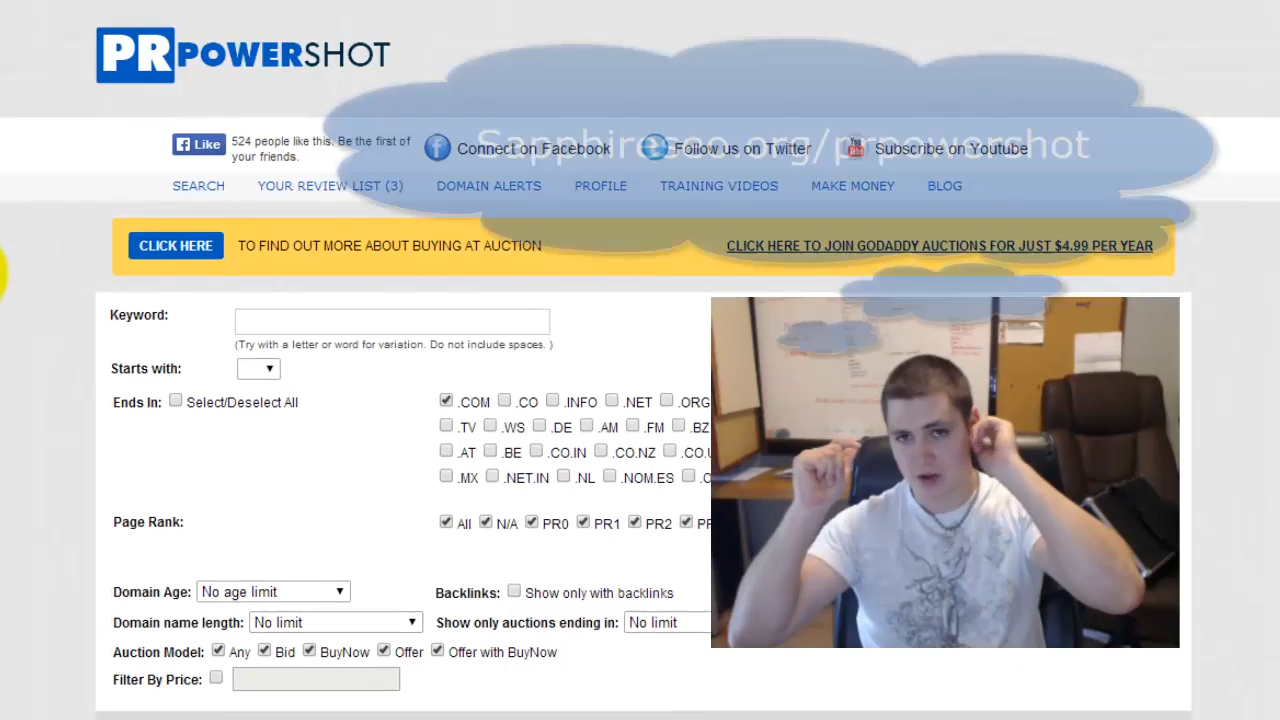 PR POWERSHOT
Sapphireseo.org/prpowershot
Like
524 people like this. Be the first of
your friends.
Connect on Facebook
Follow us on Twitter
Subscribe on Youtube
SEARCH YOUR REVIEW LIST (3) DOMAIN ALERTS PROFILE TRAINING VIDEOS MAKE MONEY BLOG
CLICK HERE TO FIND OUT MORE ABOUT BUYING AT AUCTION CLICK HERE TO JOIN GODADDY AUCTIONS FOR JUST $4.99 PER YEAR
Keyword:
(Try with a letter or word for variation. Do not include spaces. )
Starts with:
Ends In: Select/Deselect All .COM .CO .INFO .NET .ORG
.TV .WS .DE .AM .FM .BZ
.AT .BE .CO.IN .CO.NZ .CO.U
.MX .NET.IN .NL .NOM.ES .O
Page Rank: All N/A PR0 PR1 PR2 PR
Domain Age: No age limit Backlinks: Show only with backlinks
Domain name length: No limit Show only auctions ending in: No limit
Auction Model: Any Bid BuyNow Offer Offer with BuyNow
Filter By Price: